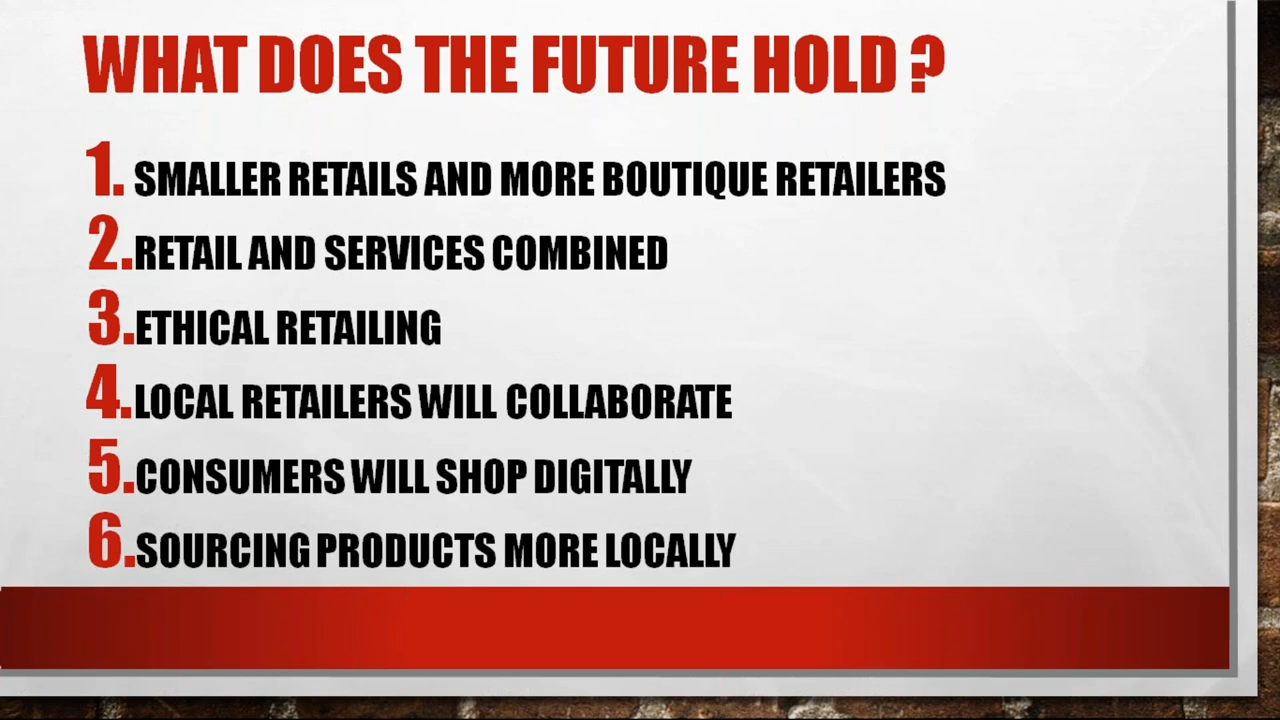 WHAT DOES THE FUTURE HOLD ?
1. SMALLER RETAILS AND MORE BOUTIQUE RETAILERS
2.RETAIL AND SERVICES COMBINED
3.ETHICAL RETAILING
4.LOCAL RETAILERS WILL COLLABORATE
5.CONSUMERS WILL SHOP DIGITALLY
6.SOURCING PRODUCTS MORE LOCALLY